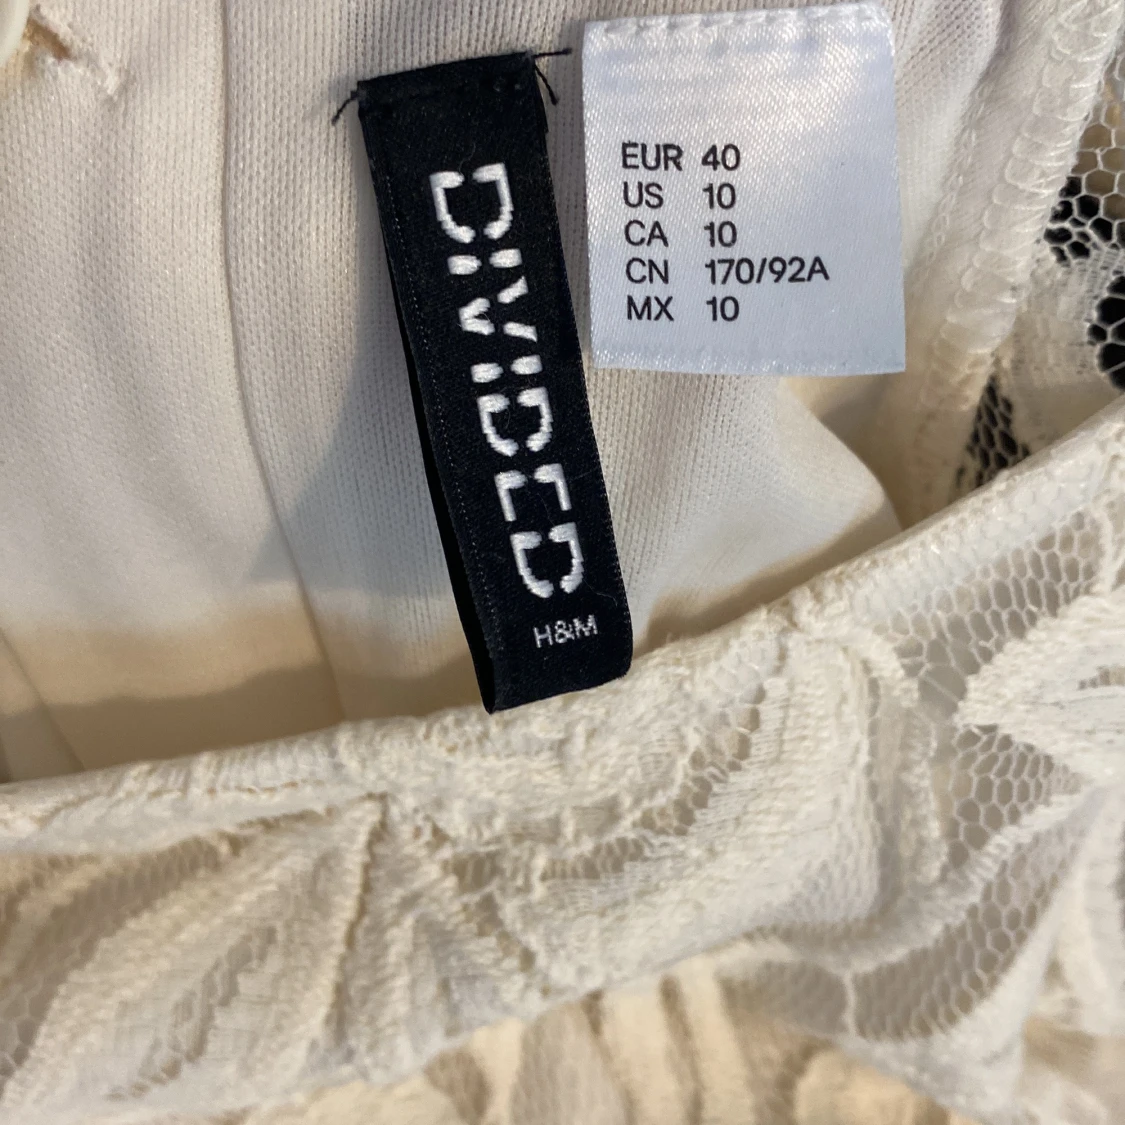 DIVIDED
H&M
EUR 40
US 10
CA 10
CN 170/92A
MX 10